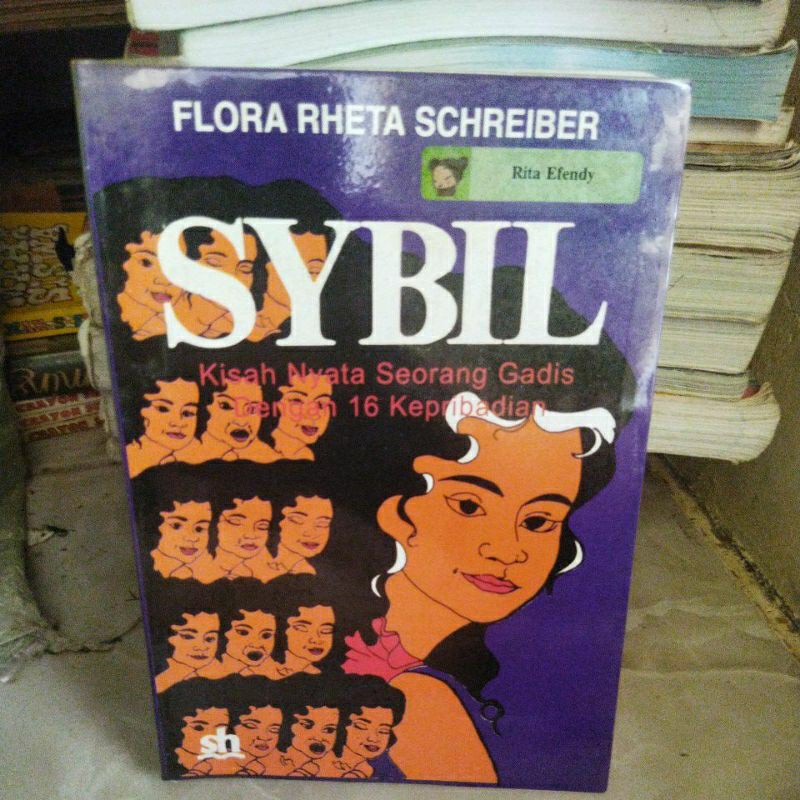 FLORA RHETA SCHREIBER
Rita Efendy
SYBIL
Kisah Nyata Seorang Gadis
Dengan 16 Kepribadian
sh